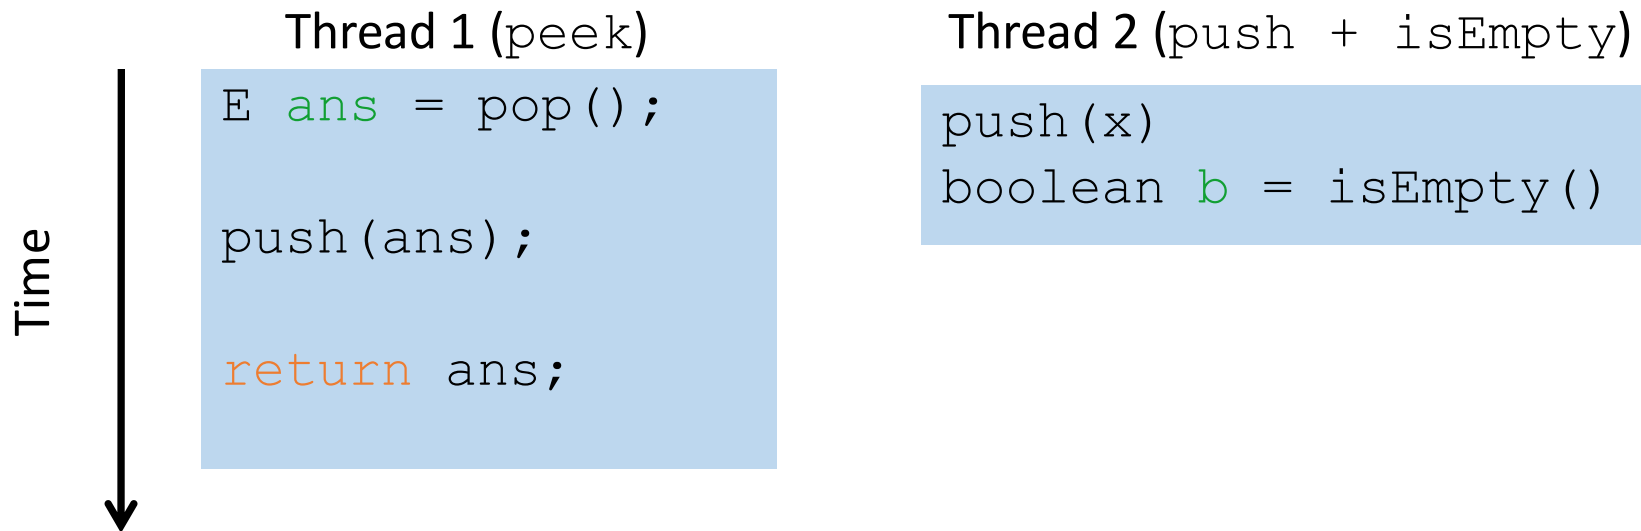 Thread 1 (peek)
E ans = pop();
push(ans);
return ans;
Thread 2 (push + isEmpty)
push(x)
boolean b = isEmpty()
Time